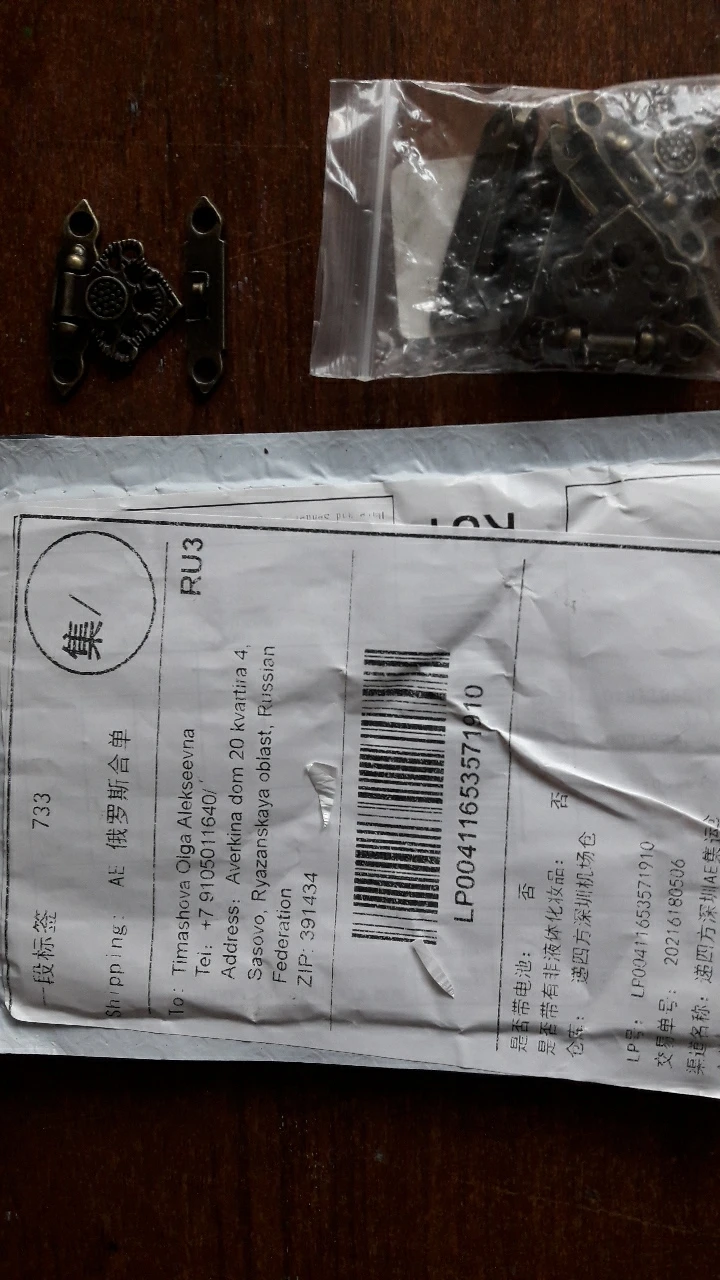 一段标签 733
集/
Shipping: AE 俄罗斯合单
RU3
To: Timashova Olga Alekseevna
Tel: +7 9105011640/
Address: Averkina dom 20 kvartira 4,
Sasovo, Ryazanskaya oblast, Russian
Federation
ZIP: 391434
LP00411653571910
是否带电池: 否
是否带有非液体化妆品: 否
仓库: 递四方深圳机场仓
LP号: LP00411653571910
交易单号: 20216180506
渠道名称: 递四方深圳AE集运仓